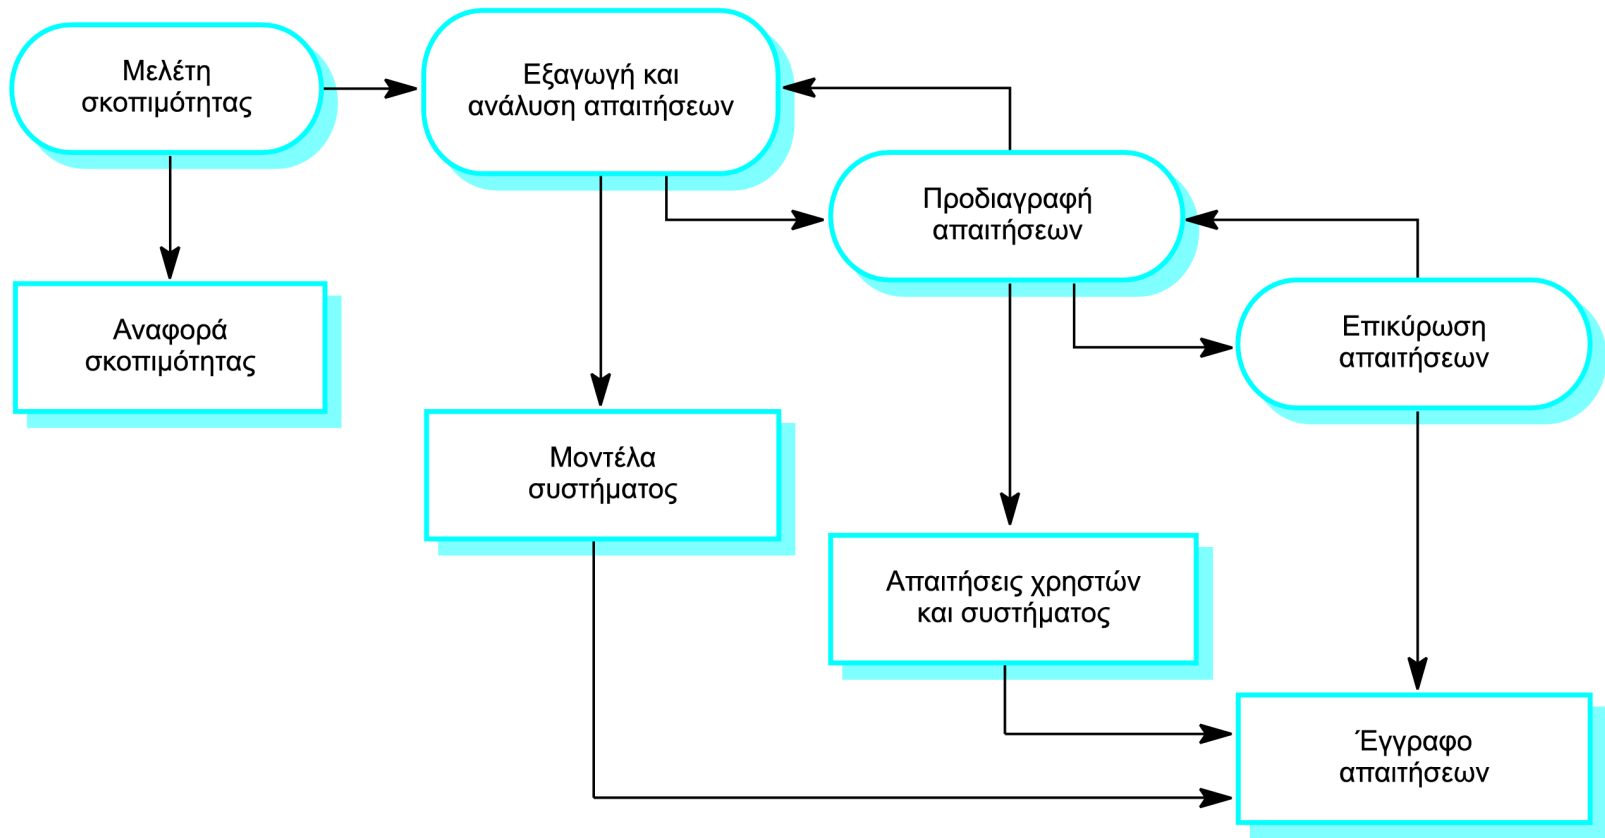 Μελέτη
σκοπιμότητας
Εξαγωγή και
ανάλυση απαιτήσεων
Προδιαγραφή
απαιτήσεων
Επικύρωση
απαιτήσεων
Αναφορά
σκοπιμότητας
Μοντέλα
συστήματος
Απαιτήσεις χρηστών
και συστήματος
Έγγραφο
απαιτήσεων